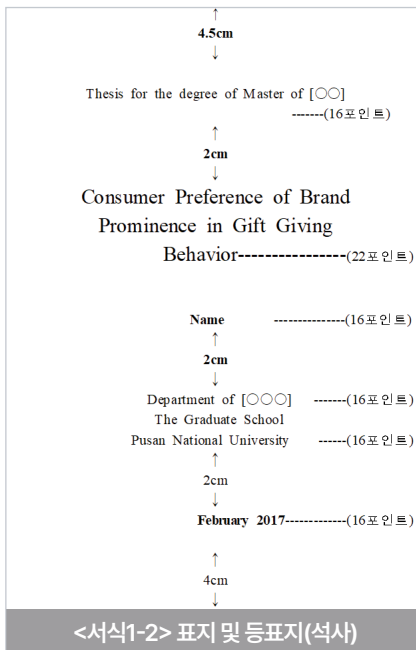 4.5cm
Thesis for the degree of Master of [○○]
-------(16포인트)
2cm
Consumer Preference of Brand
Prominence in Gift Giving
Behavior-----------------(22포인트)
Name --------------(16포인트)
2cm
Department of [○○○] -------(16포인트)
The Graduate School
Pusan National University ------(16포인트)
2cm
February 2017------------(16포인트)
4cm
<서식1-2> 표지 및 등표지(석사)